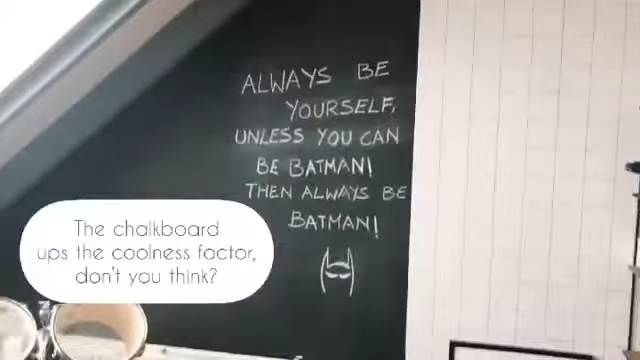 ALWAYS BE
YOURSELF,
UNLESS YOU CAN
BE BATMAN!
THEN ALWAYS BE
BATMAN!
The chalkboard
ups the coolness factor,
don't you think?